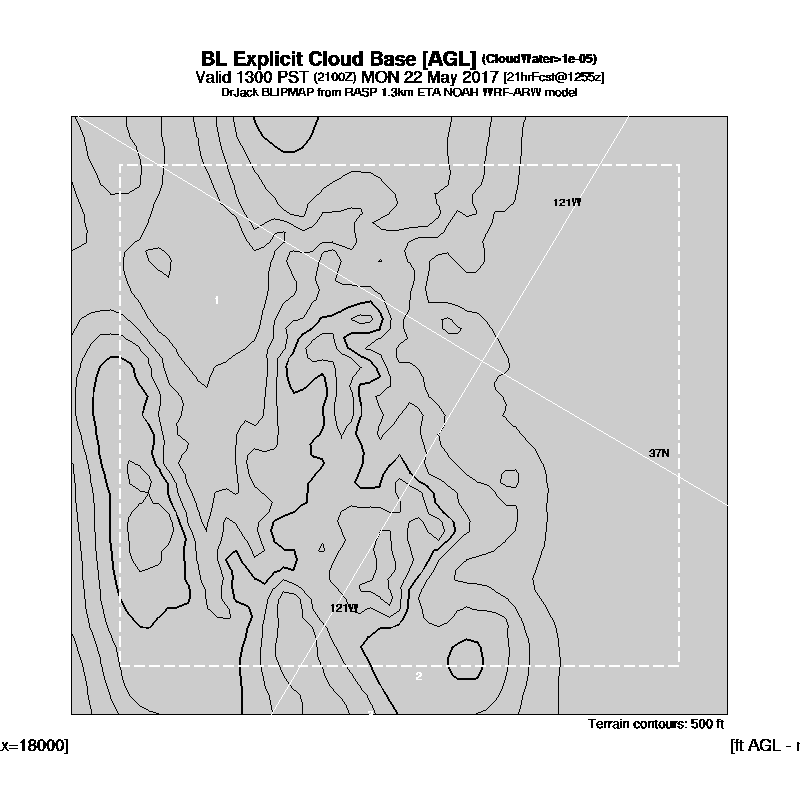 BL Explicit Cloud Base [AGL] (CloudWater>1e-05)
Valid 1300 PST (2100Z) MON 22 May 2017 [21hrFcst@1255z]
DrJack BLIPMAP from RASP 1.3km ETA NOAH WRF-ARW model
121W
1
37N
121W
2
Terrain contours: 500 ft
x=18000]
[ft AGL -